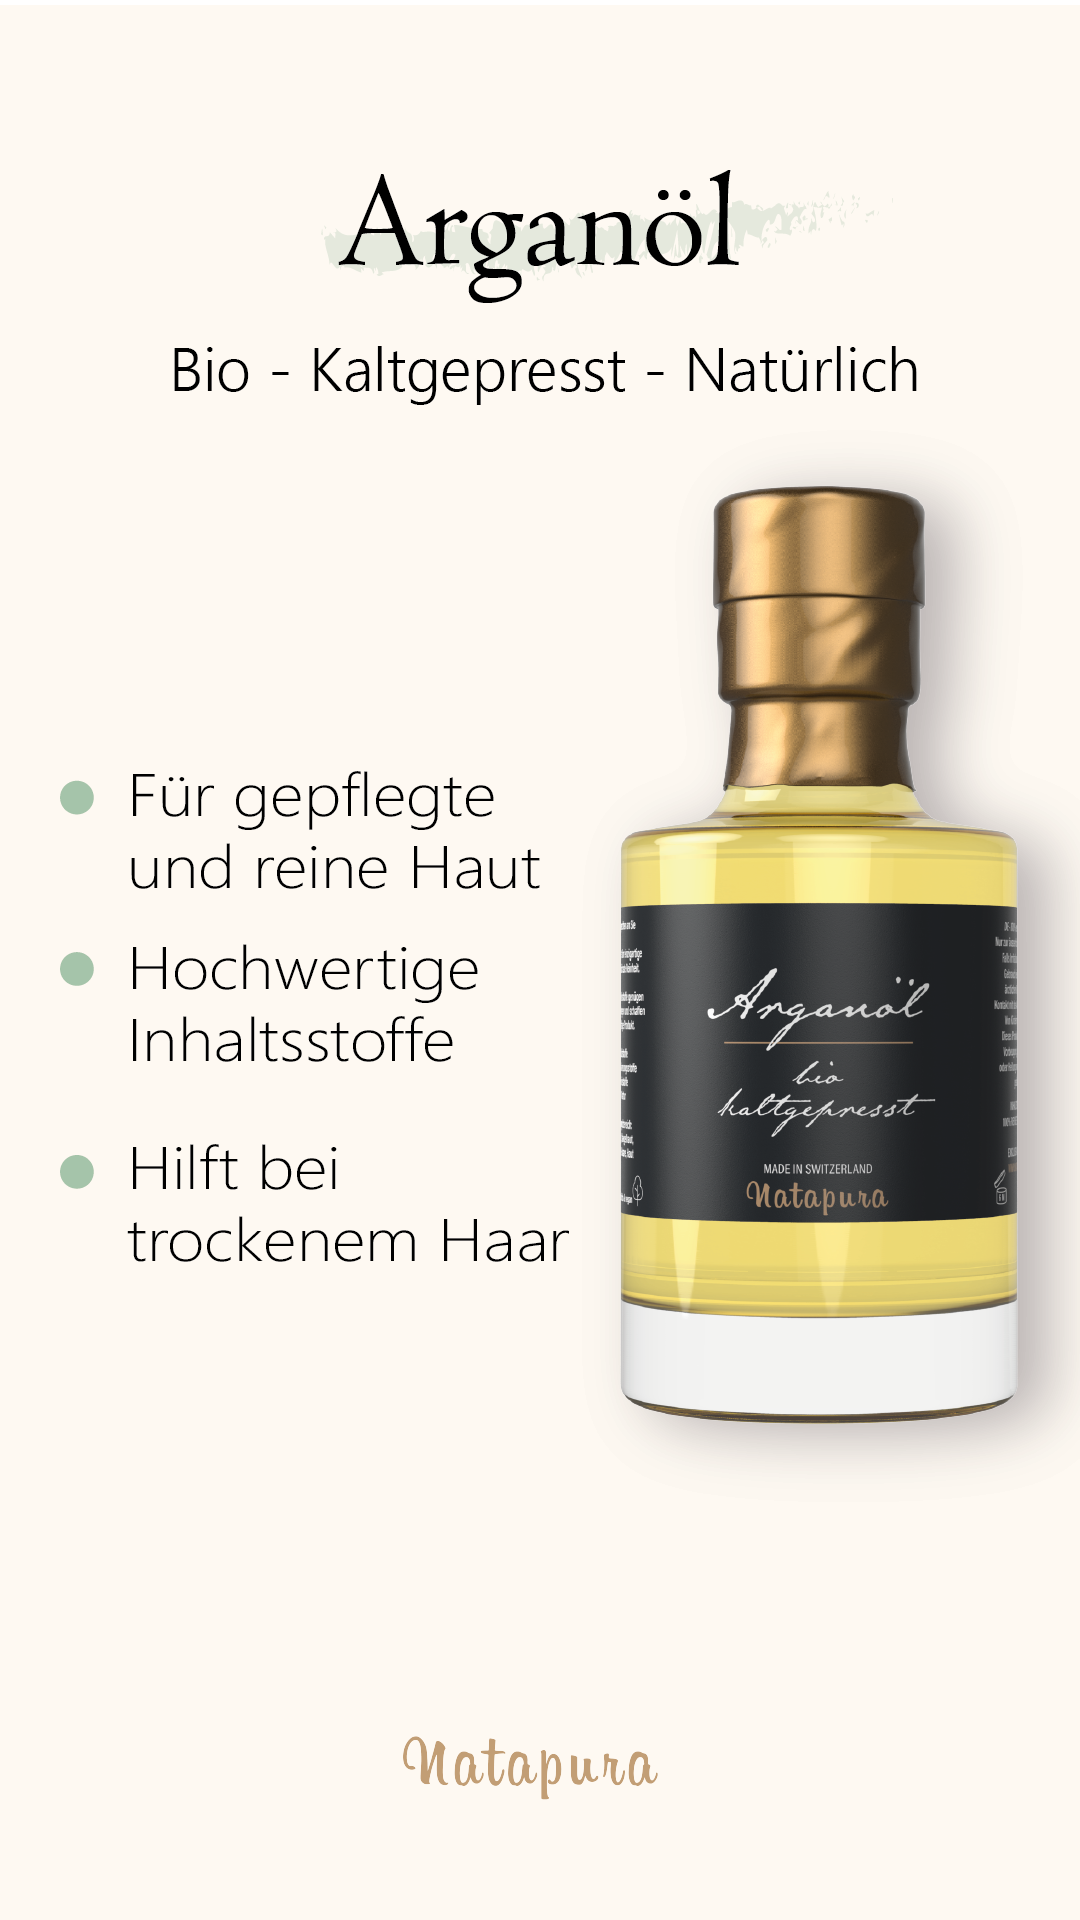 Arganöl
Bio - Kaltgepresst - Natürlich
Für gepflegte
und reine Haut
Hochwertige
Inhaltsstoffe
Hilft bei
trockenem Haar
Arganöl
bio
kaltgepresst
MADE IN SWITZERLAND
Natapura
Natapura